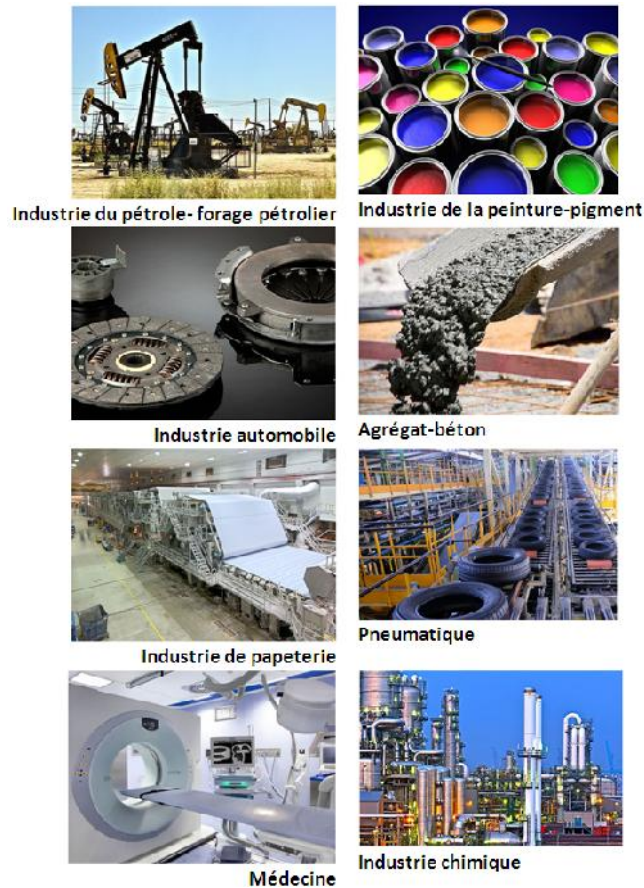 Industrie du pétrole- forage pétrolier
Industrie de la peinture-pigment
Industrie automobile
Agrégat-béton
Industrie de papeterie
Pneumatique
Médecine
Industrie chimique